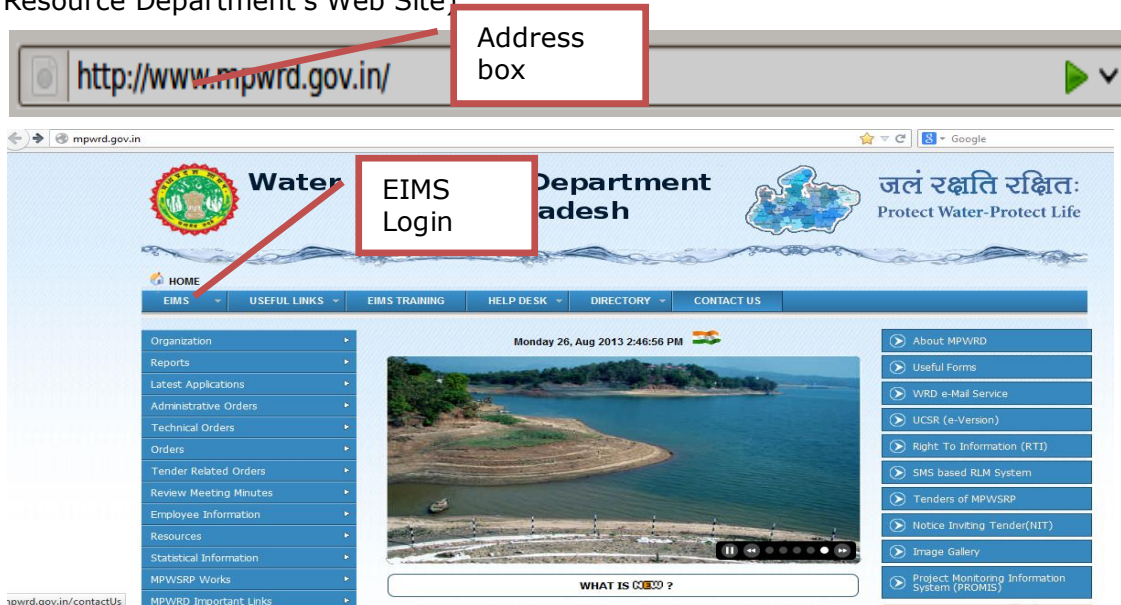 Resource Department's Web Site)
Address
box
http://www.mpwrd.gov.in/
mpwrd.gov.in
Google
Water
Department
adesh
EIMS
Login
जलं रक्षति रक्षितः
Protect Water-Protect Life
HOME
EIMS
USEFUL LINKS
EIMS TRAINING
HELP DESK
DIRECTORY
CONTACT US
Organization
Reports
Latest Applications
Administrative Orders
Technical Orders
Orders
Tender Related Orders
Review Meeting Minutes
Employee Information
Resources
Statistical Information
MPWSRP Works
MPWRD Important Links
Monday 26, Aug 2013 2:46:56 PM
WHAT IS NEW ?
About MPWRD
Useful Forms
WRD e-Mail Service
UCSR (e-Version)
Right To Information (RTI)
SMS based RLM System
Tenders of MPWSRP
Notice Inviting Tender(NIT)
Image Gallery
Project Monitoring Information
System (PROMIS)
mpwrd.gov.in/contactUs